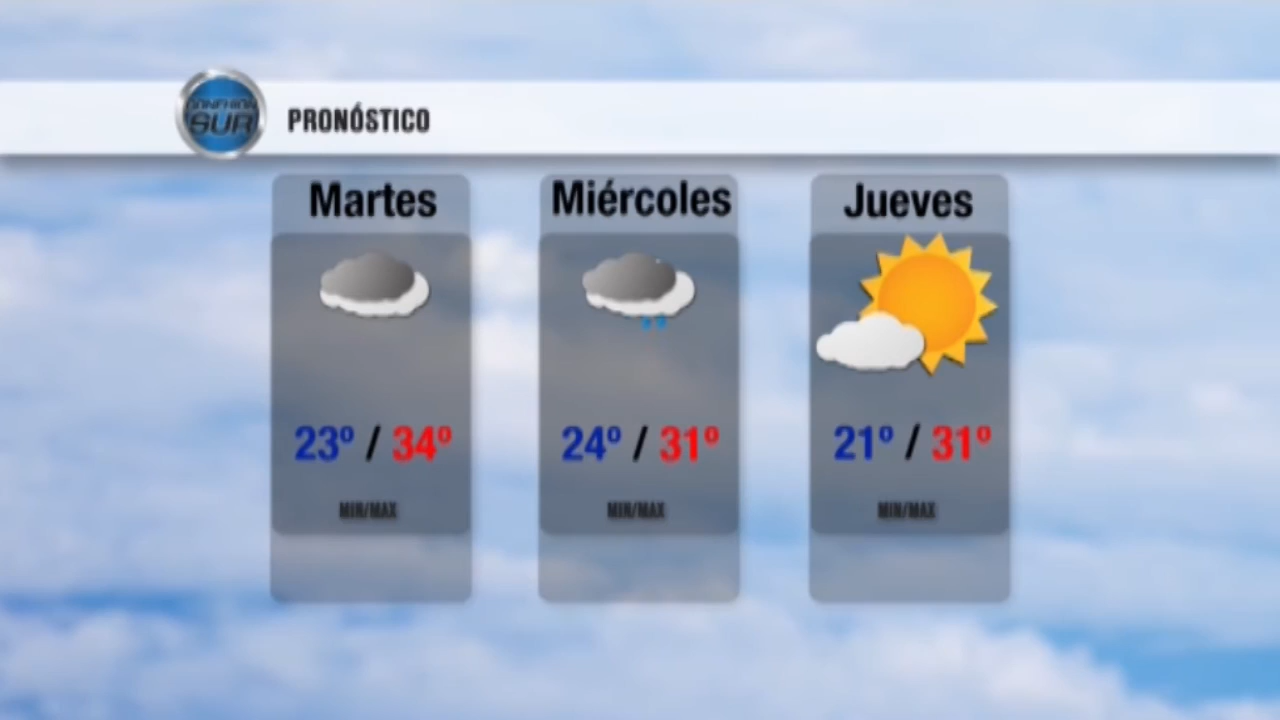 SUR
PRONÓSTICO
Martes
Miércoles
Jueves
23º / 34º
24º / 31º
21º / 31º
MIN/MAX
MIN/MAX
MIN/MAX